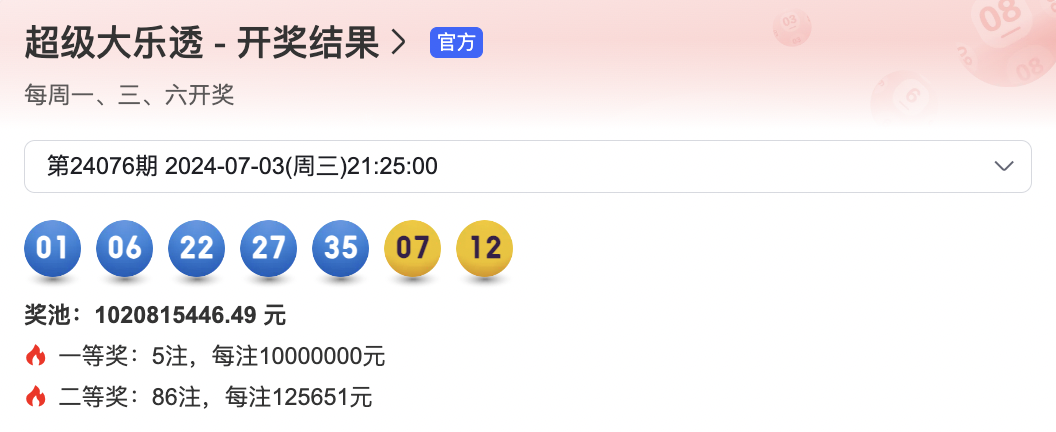 超级大乐透 - 开奖结果 官方
每周一、三、六开奖
第24076期 2024-07-03(周三)21:25:00
01 06 22 27 35 07 12
奖池：1020815446.49 元
一等奖：5注，每注10000000元
二等奖：86注，每注125651元
03
08
08
6